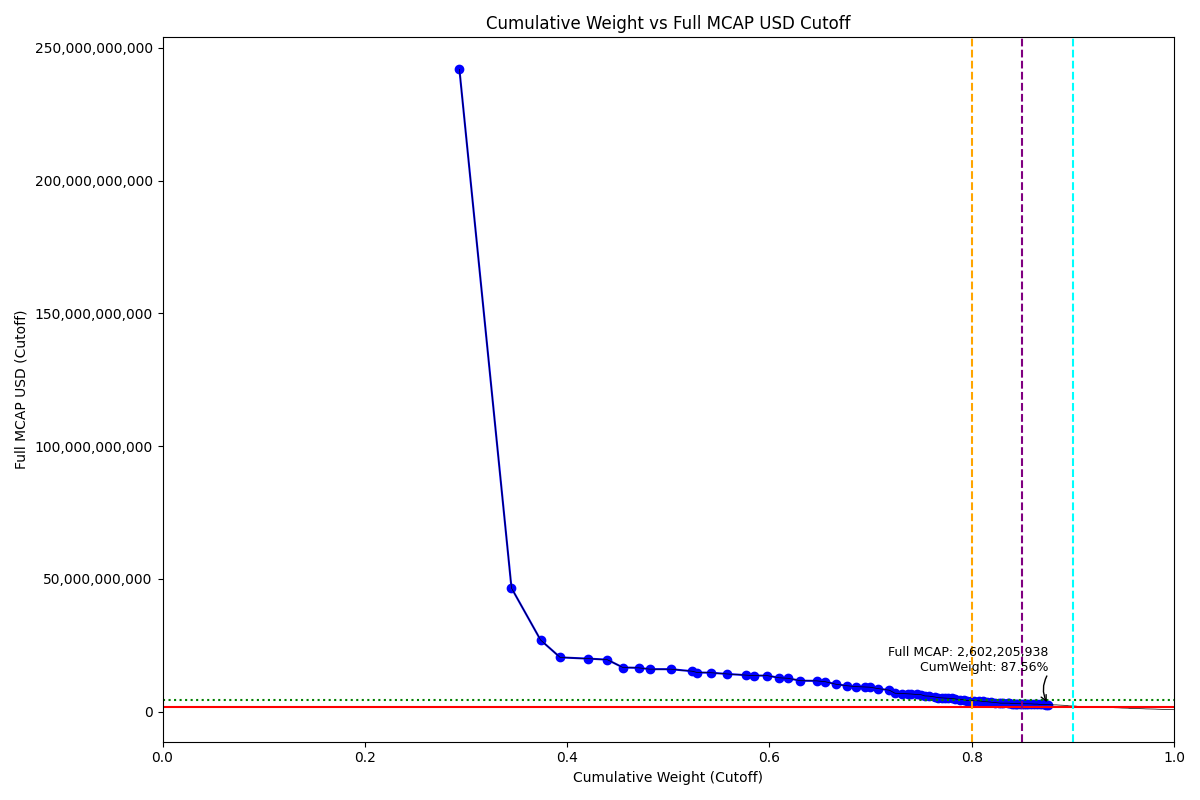 Cumulative Weight vs Full MCAP USD Cutoff
250,000,000,000
200,000,000,000
150,000,000,000
100,000,000,000
50,000,000,000
0
Full MCAP USD (Cutoff)
Full MCAP: 2,602,205,938
CumWeight: 87.56%
0.0 0.2 0.4 0.6 0.8 1.0
Cumulative Weight (Cutoff)